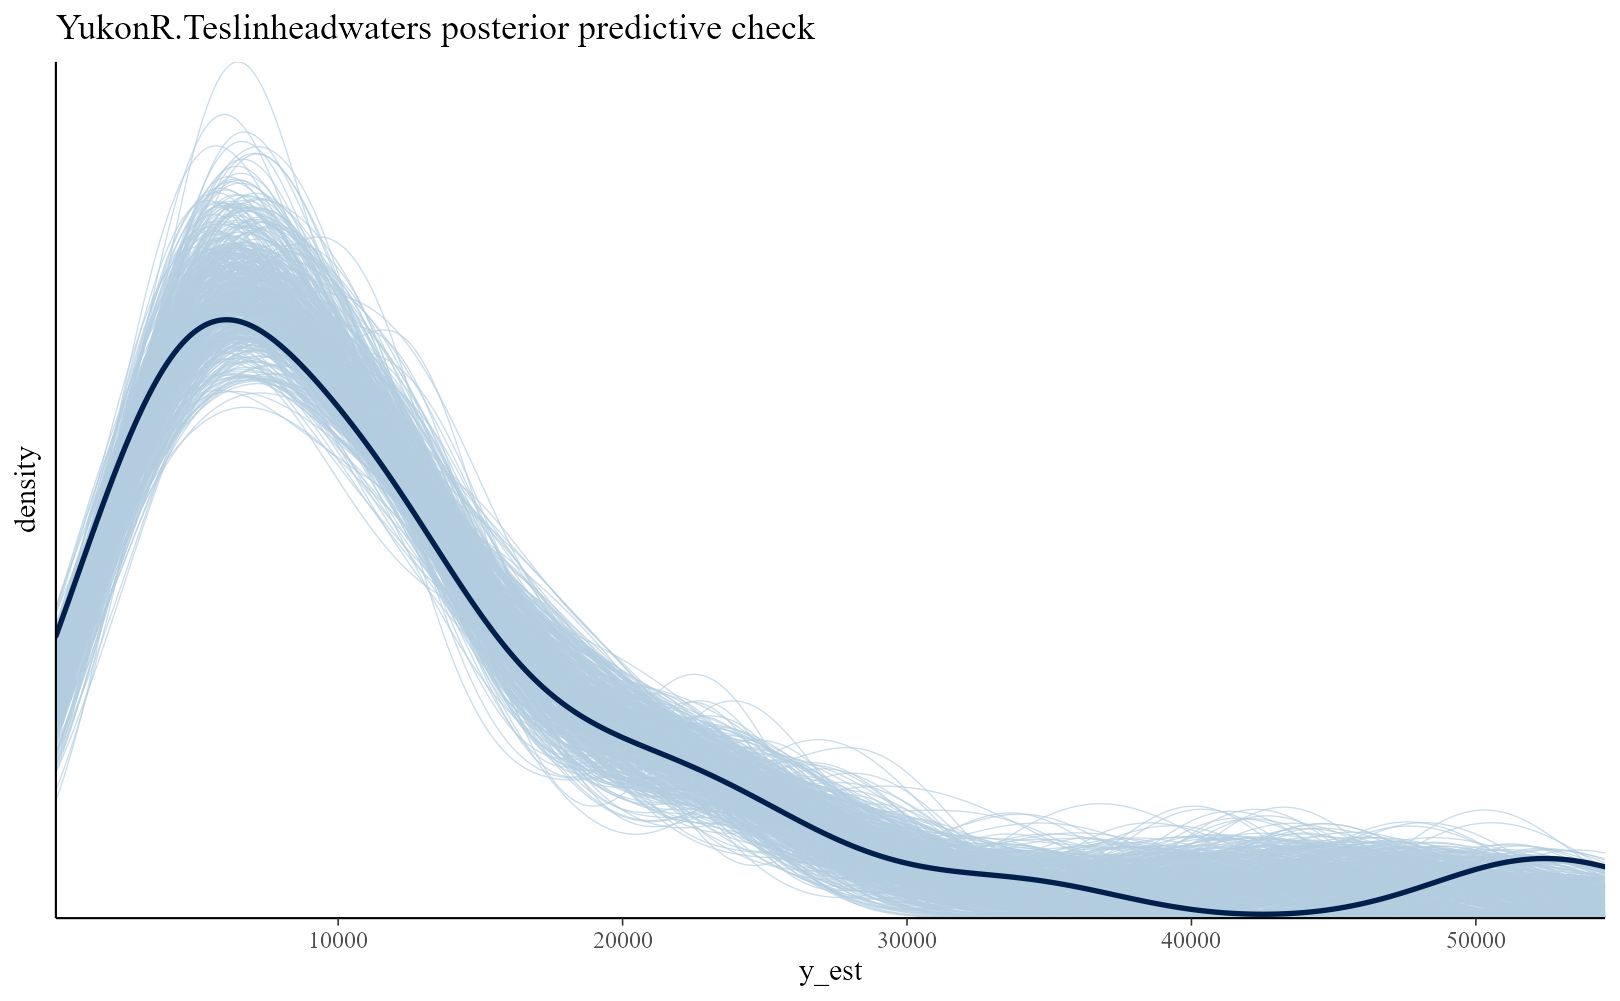 YukonR.Teslinheadwaters posterior predictive check
density
10000 20000 30000 40000 50000
y_est